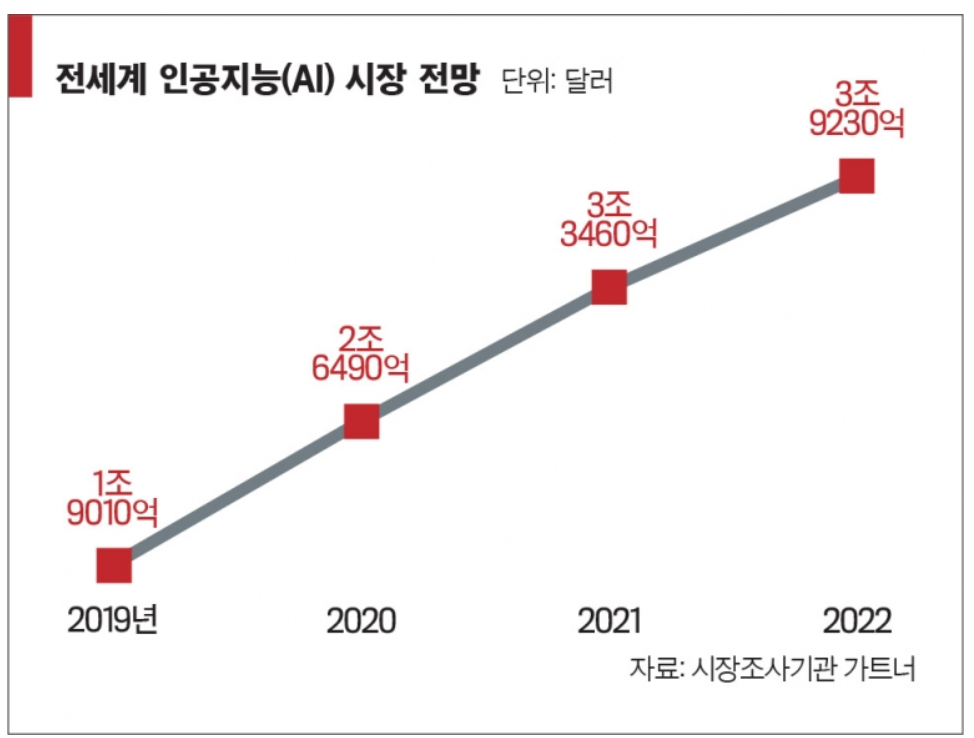 전세계 인공지능(AI) 시장 전망 단위: 달러
3조
9230억
3조
3460억
2조
6490억
1조
9010억
2019년 2020 2021 2022
자료: 시장조사기관 가트너